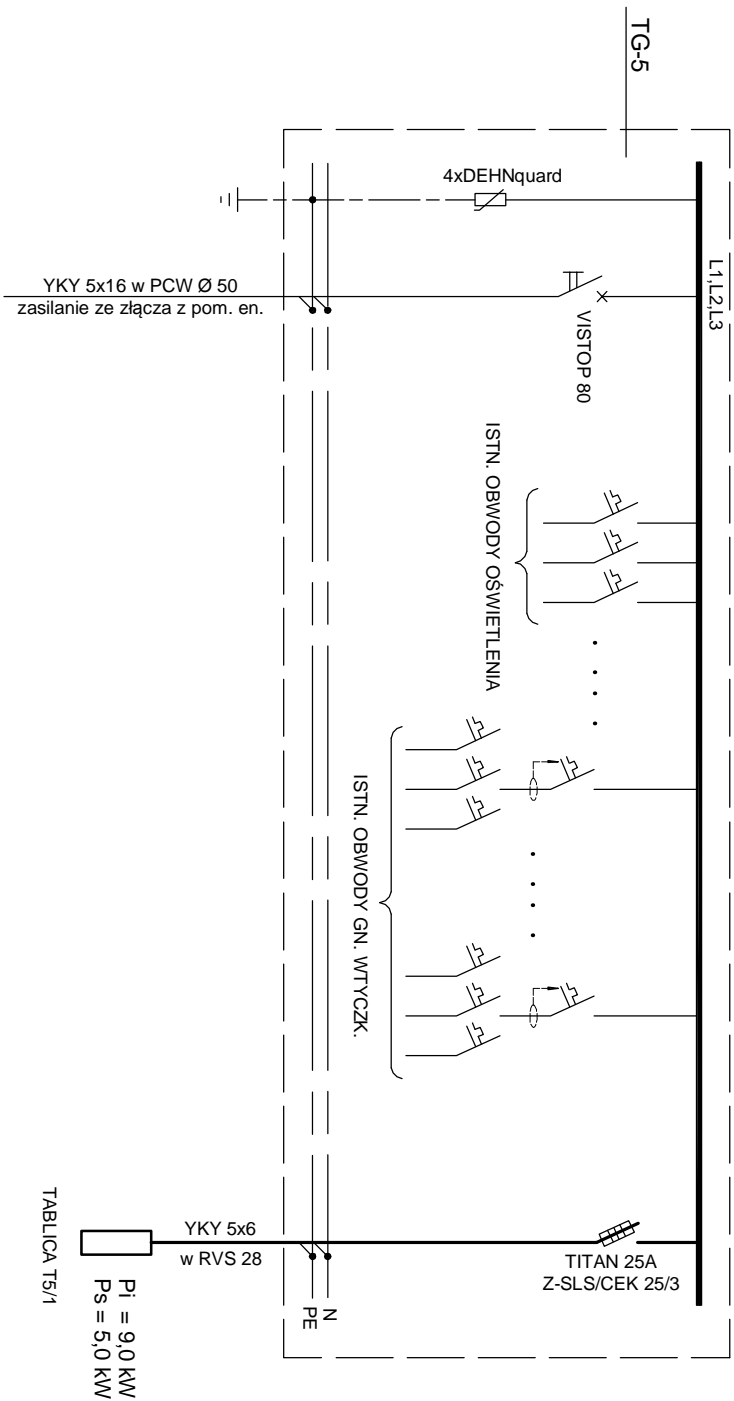 TG-5
4xDEHNquard
L1,L2,L3
YKY 5x16 w PCW Ø 50
zasilanie ze złącza z pom. en.
VISTOP 80
ISTN. OBWODY OŚWIETLENIA
ISTN. OBWODY GN. WTYCZK.
TITAN 25A
Z-SLS/CEK 25/3
YKY 5x6
w RVS 28
N
PE
TABLICA T5/1
Pi = 9,0 kW
Ps = 5,0 kW